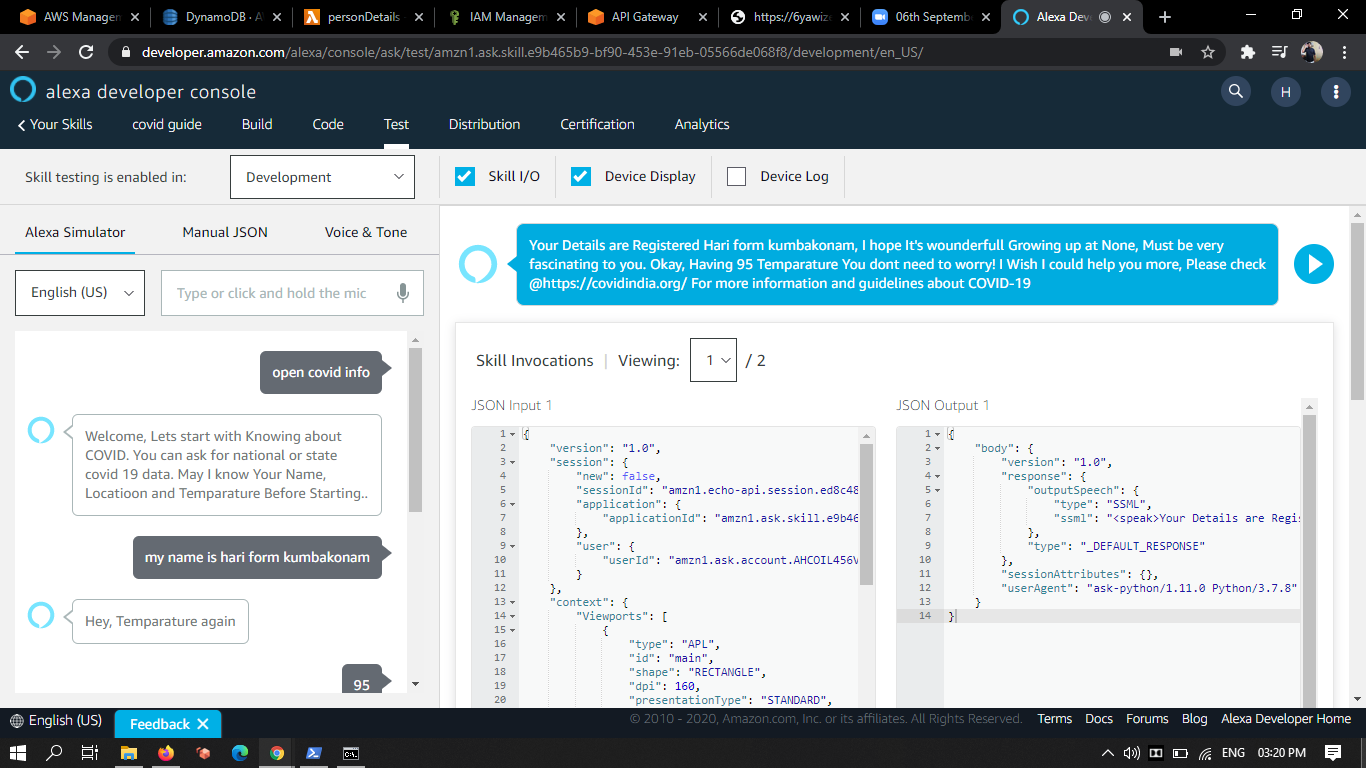 AWS Managem
DynamoDB · A
personDetails
IAM Managem
API Gateway
https://6yawize
06th Septemb
Alexa Dev
developer.amazon.com/alexa/console/ask/test/amzn1.ask.skill.e9b465b9-bf90-453e-91eb-05566de068f8/development/en_US/
alexa developer console
H
Your Skills
covid guide
Build
Code
Test
Distribution
Certification
Analytics
Skill testing is enabled in:
Development
Skill I/O
Device Display
Device Log
Alexa Simulator
Manual JSON
Voice & Tone
English (US)
Type or click and hold the mic
open covid info
Welcome, Lets start with Knowing about
COVID. You can ask for national or state
covid 19 data. May I know Your Name,
Locatioon and Temparature Before Starting..
my name is hari form kumbakonam
Hey, Temparature again
95
Your Details are Registered Hari form kumbakonam, I hope It's wounderfull Growing up at None, Must be very
fascinating to you. Okay, Having 95 Temparature You dont need to worry! I Wish I could help you more, Please check
@https://covidindia.org/ For more information and guidelines about COVID-19
Skill Invocations | Viewing: 1 / 2
JSON Input 1
1 {
2 "version": "1.0",
3 "session": {
4 "new": false,
5 "sessionId": "amzn1.echo-api.session.ed8c48
6 "application": {
7 "applicationId": "amzn1.ask.skill.e9b46
8 },
9 "user": {
10 "userId": "amzn1.ask.account.AHCOIL456V
11 }
12 },
13 "context": {
14 "Viewports": [
15 {
16 "type": "APL",
17 "id": "main",
18 "shape": "RECTANGLE",
19 "dpi": 160,
20 "presentationType": "STANDARD",
JSON Output 1
1 {
2 "body": {
3 "version": "1.0",
4 "response": {
5 "outputSpeech": {
6 "type": "SSML",
7 "ssml": "<speak>Your Details are Regis
8 },
9 "type": "_DEFAULT_RESPONSE"
10 },
11 "sessionAttributes": {},
12 "userAgent": "ask-python/1.11.0 Python/3.7.8"
13 }
14 }
English (US)
Feedback
© 2010 - 2020, Amazon.com, Inc. or its affiliates. All Rights Reserved.
Terms
Docs
Forums
Blog
Alexa Developer Home
ENG
03:20 PM